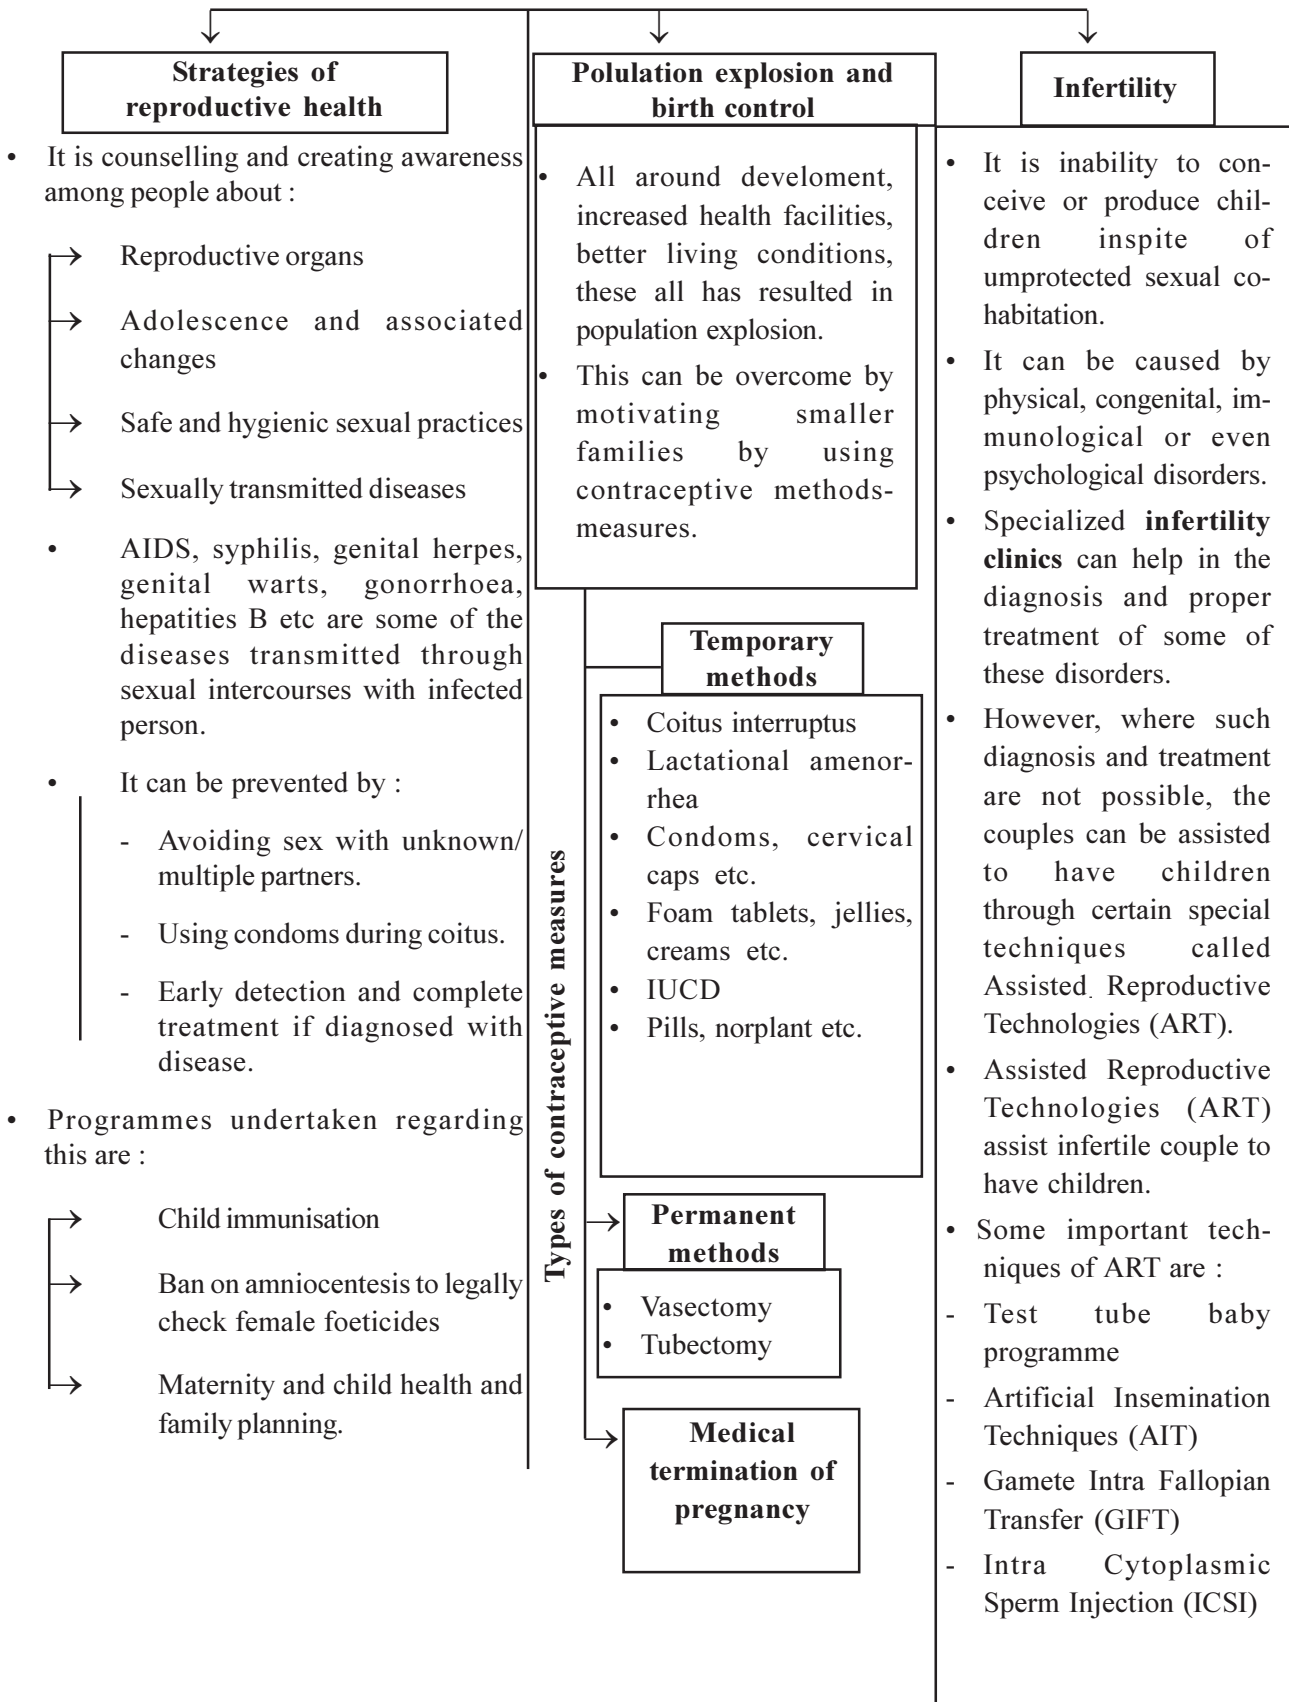 Strategies of
reproductive health
• It is counselling and creating awareness
among people about :
Reproductive organs
Adolescence and associated
changes
Safe and hygienic sexual practices
Sexually transmitted diseases
• AIDS, syphilis, genital herpes,
genital warts, gonorrhoea,
hepatities B etc are some of the
diseases transmitted through
sexual intercourses with infected
person.
• It can be prevented by :
- Avoiding sex with unknown/
multiple partners.
- Using condoms during coitus.
- Early detection and complete
treatment if diagnosed with
disease.
• Programmes undertaken regarding
this are :
Child immunisation
Ban on amniocentesis to legally
check female foeticides
Maternity and child health and
family planning.
Polulation explosion and
birth control
• All around develoment,
increased health facilities,
better living conditions,
these all has resulted in
population explosion.
• This can be overcome by
motivating smaller
families by using
contraceptive methods-
measures.
Types of contraceptive measures
Temporary
methods
• Coitus interruptus
• Lactational amenor-
rhea
• Condoms, cervical
caps etc.
• Foam tablets, jellies,
creams etc.
• IUCD
• Pills, norplant etc.
Permanent
methods
• Vasectomy
• Tubectomy
Medical
termination of
pregnancy
Infertility
• It is inability to con-
ceive or produce chil-
dren inspite of
umprotected sexual co-
habitation.
• It can be caused by
physical, congenital, im-
munological or even
psychological disorders.
• Specialized infertility
clinics can help in the
diagnosis and proper
treatment of some of
these disorders.
• However, where such
diagnosis and treatment
are not possible, the
couples can be assisted
to have children
through certain special
techniques called
Assisted. Reproductive
Technologies (ART).
• Assisted Reproductive
Technologies (ART)
assist infertile couple to
have children.
• Some important tech-
niques of ART are :
- Test tube baby
programme
- Artificial Insemination
Techniques (AIT)
- Gamete Intra Fallopian
Transfer (GIFT)
- Intra Cytoplasmic
Sperm Injection (ICSI)